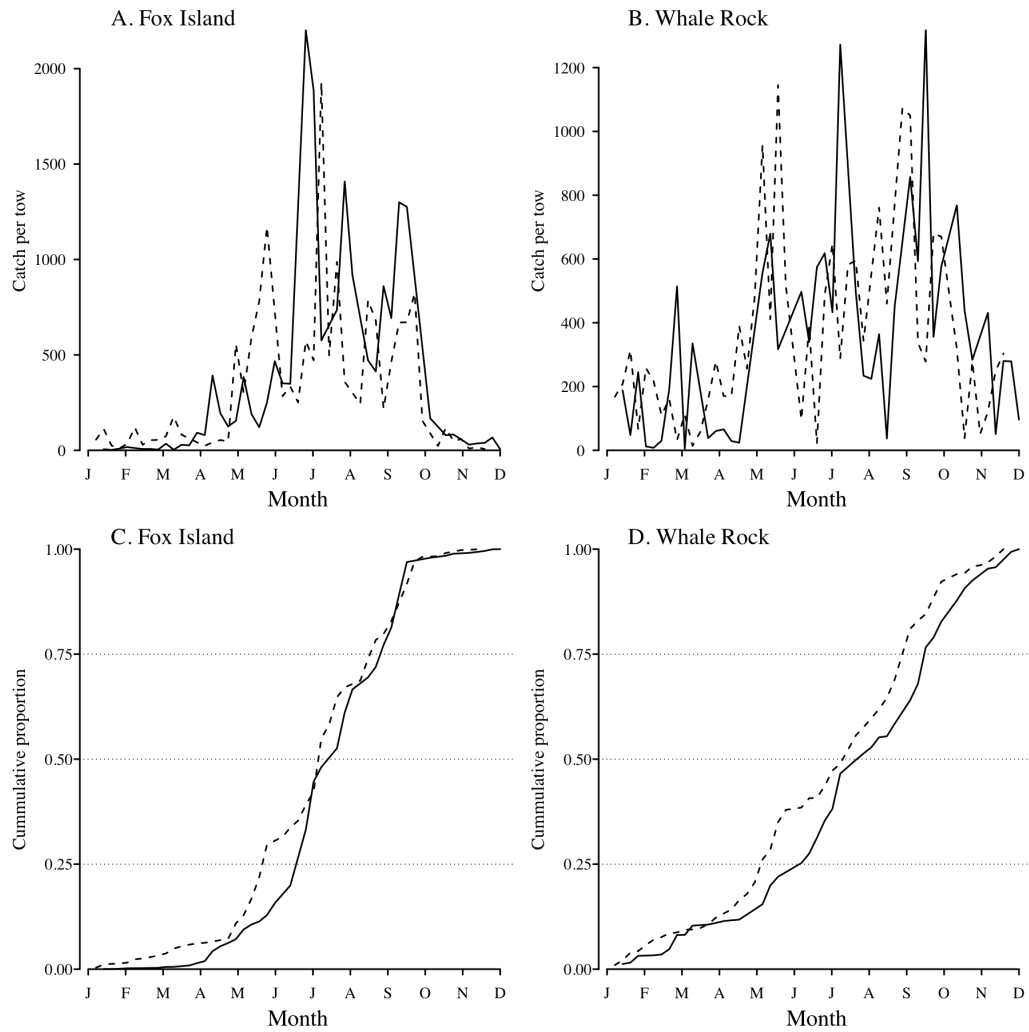 A. Fox Island
B. Whale Rock
Catch per tow
2000
1500
1000
500
0
J F M A M J J A S O N D
Month
Catch per tow
1200
1000
800
600
400
200
0
J F M A M J J A S O N D
Month
C. Fox Island
D. Whale Rock
Cummulative proportion
1.00
0.75
0.50
0.25
0.00
J F M A M J J A S O N D
Month
Cummulative proportion
1.00
0.75
0.50
0.25
0.00
J F M A M J J A S O N D
Month